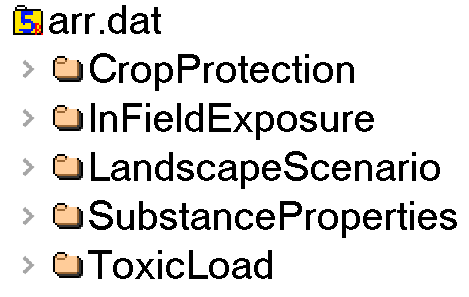 arr.dat
CropProtection
InFieldExposure
LandscapeScenario
SubstanceProperties
ToxicLoad